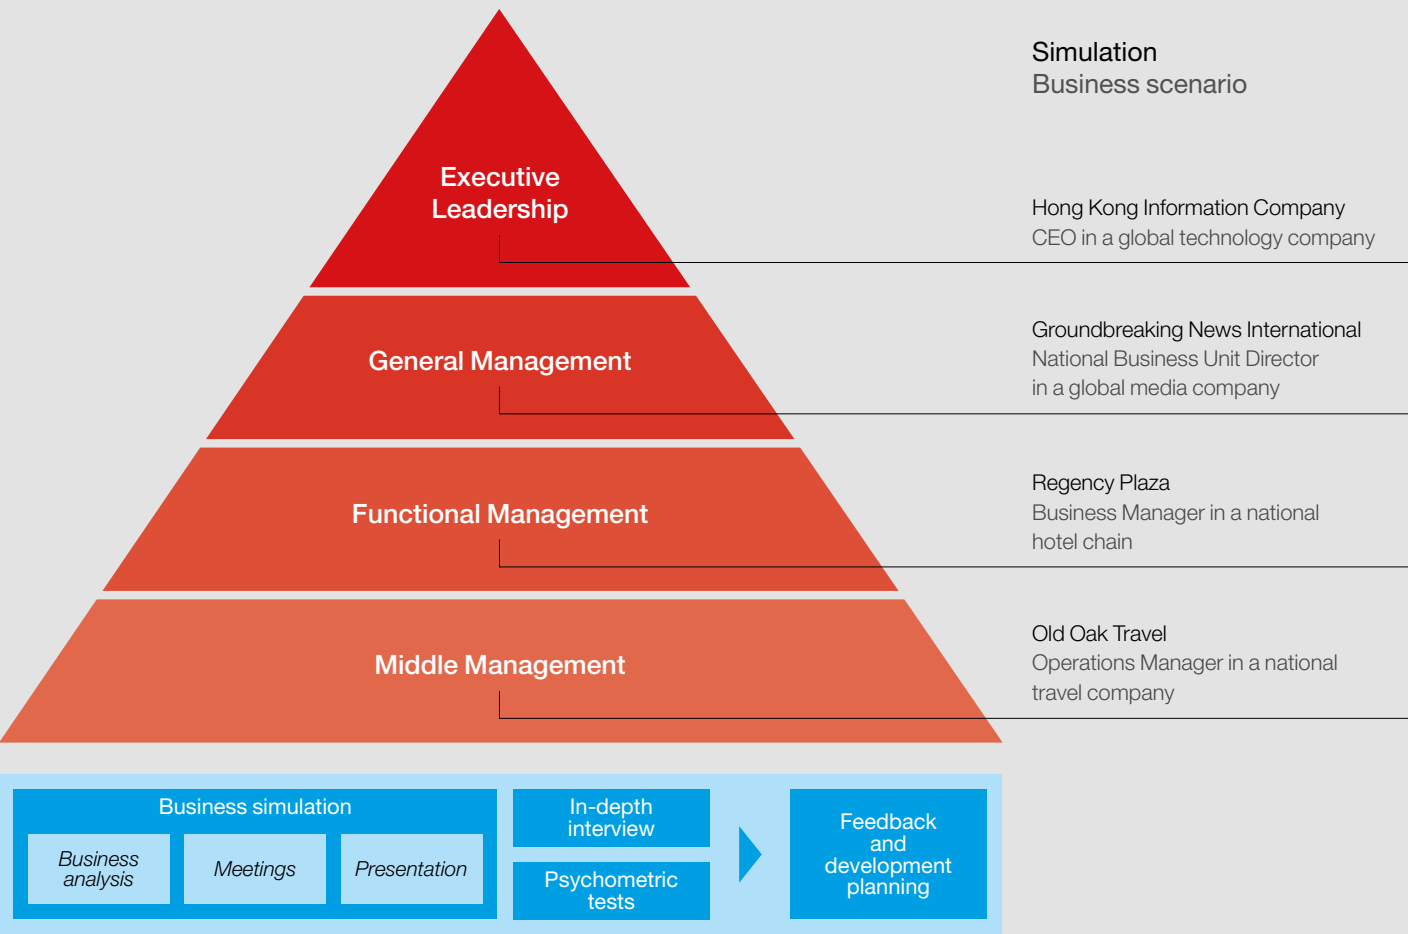 Simulation
Business scenario
Executive
Leadership
Hong Kong Information Company
CEO in a global technology company
General Management
Groundbreaking News International
National Business Unit Director
in a global media company
Functional Management
Regency Plaza
Business Manager in a national
hotel chain
Middle Management
Old Oak Travel
Operations Manager in a national
travel company
Business simulation
Business
analysis
Meetings
Presentation
In-depth
interview
Psychometric
tests
Feedback
and
development
planning